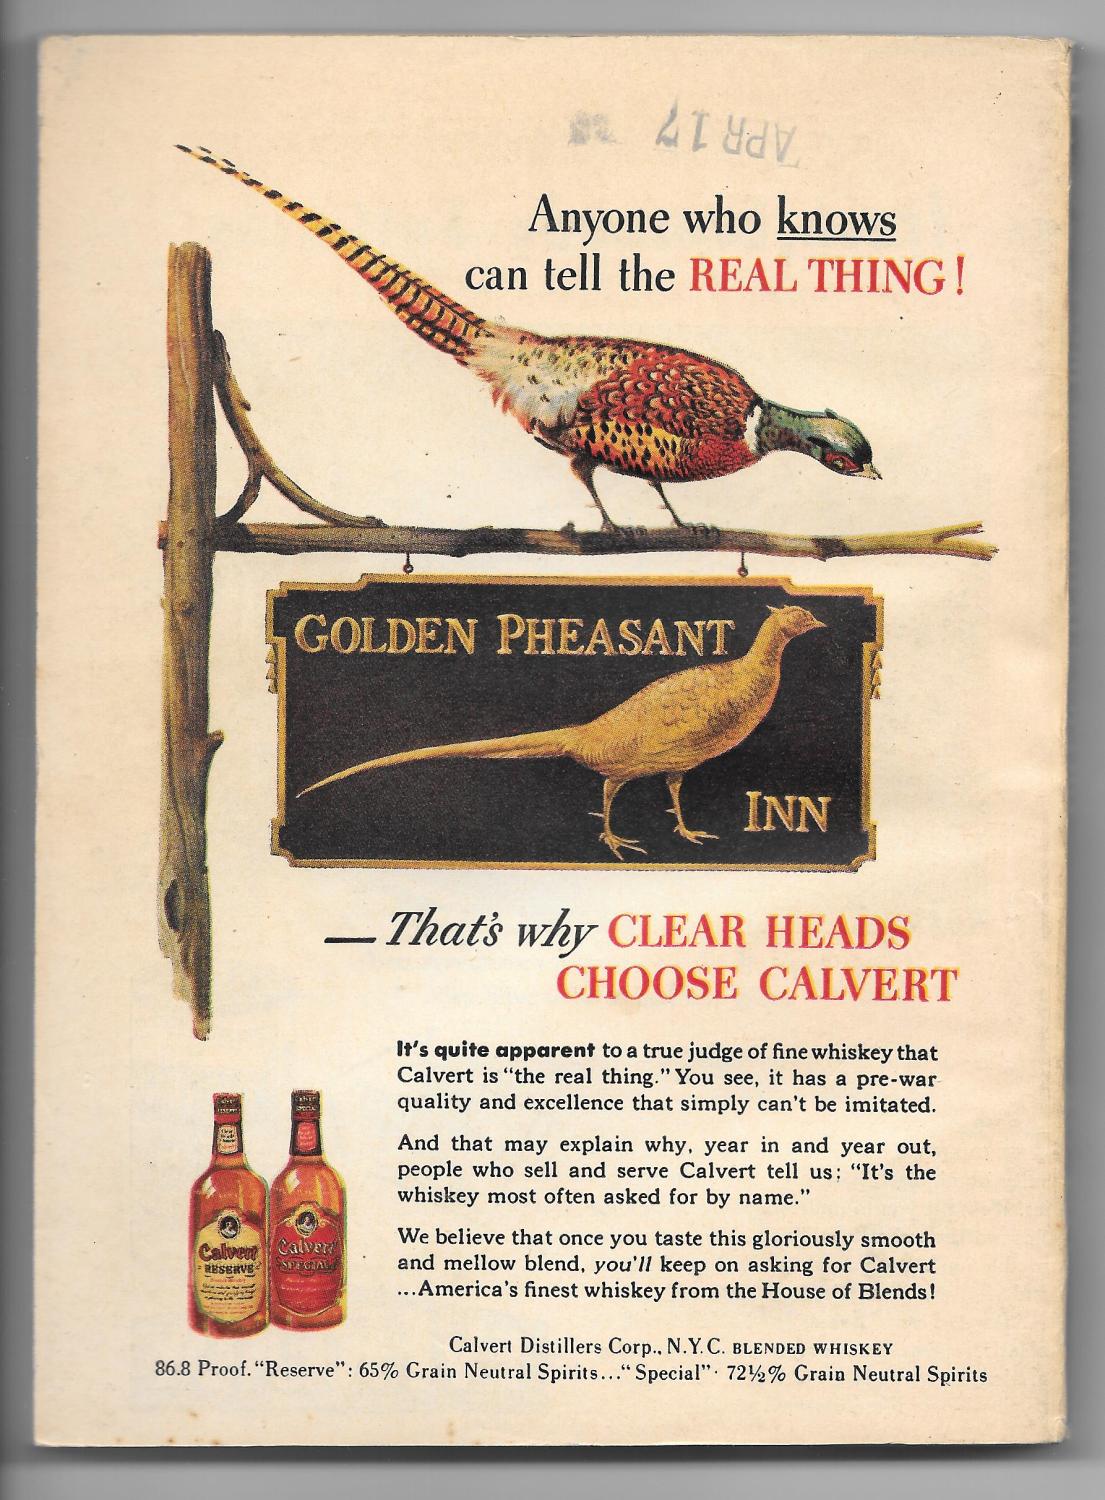 APR 17
Anyone who knows
can tell the REAL THING!
GOLDEN PHEASANT
INN
—That's why CLEAR HEADS
CHOOSE CALVERT
It's quite apparent to a true judge of fine whiskey that
Calvert is “the real thing.” You see, it has a pre-war
quality and excellence that simply can't be imitated.
And that may explain why, year in and year out,
people who sell and serve Calvert tell us: “It's the
whiskey most often asked for by name.”
We believe that once you taste this gloriously smooth
and mellow blend, you'll keep on asking for Calvert
...America's finest whiskey from the House of Blends!
Calvert
RESERVE
Calvert
SPECIAL
Calvert Distillers Corp., N.Y.C. BLENDED WHISKEY
86.8 Proof. “Reserve”: 65% Grain Neutral Spirits...“Special”· 72½% Grain Neutral Spirits